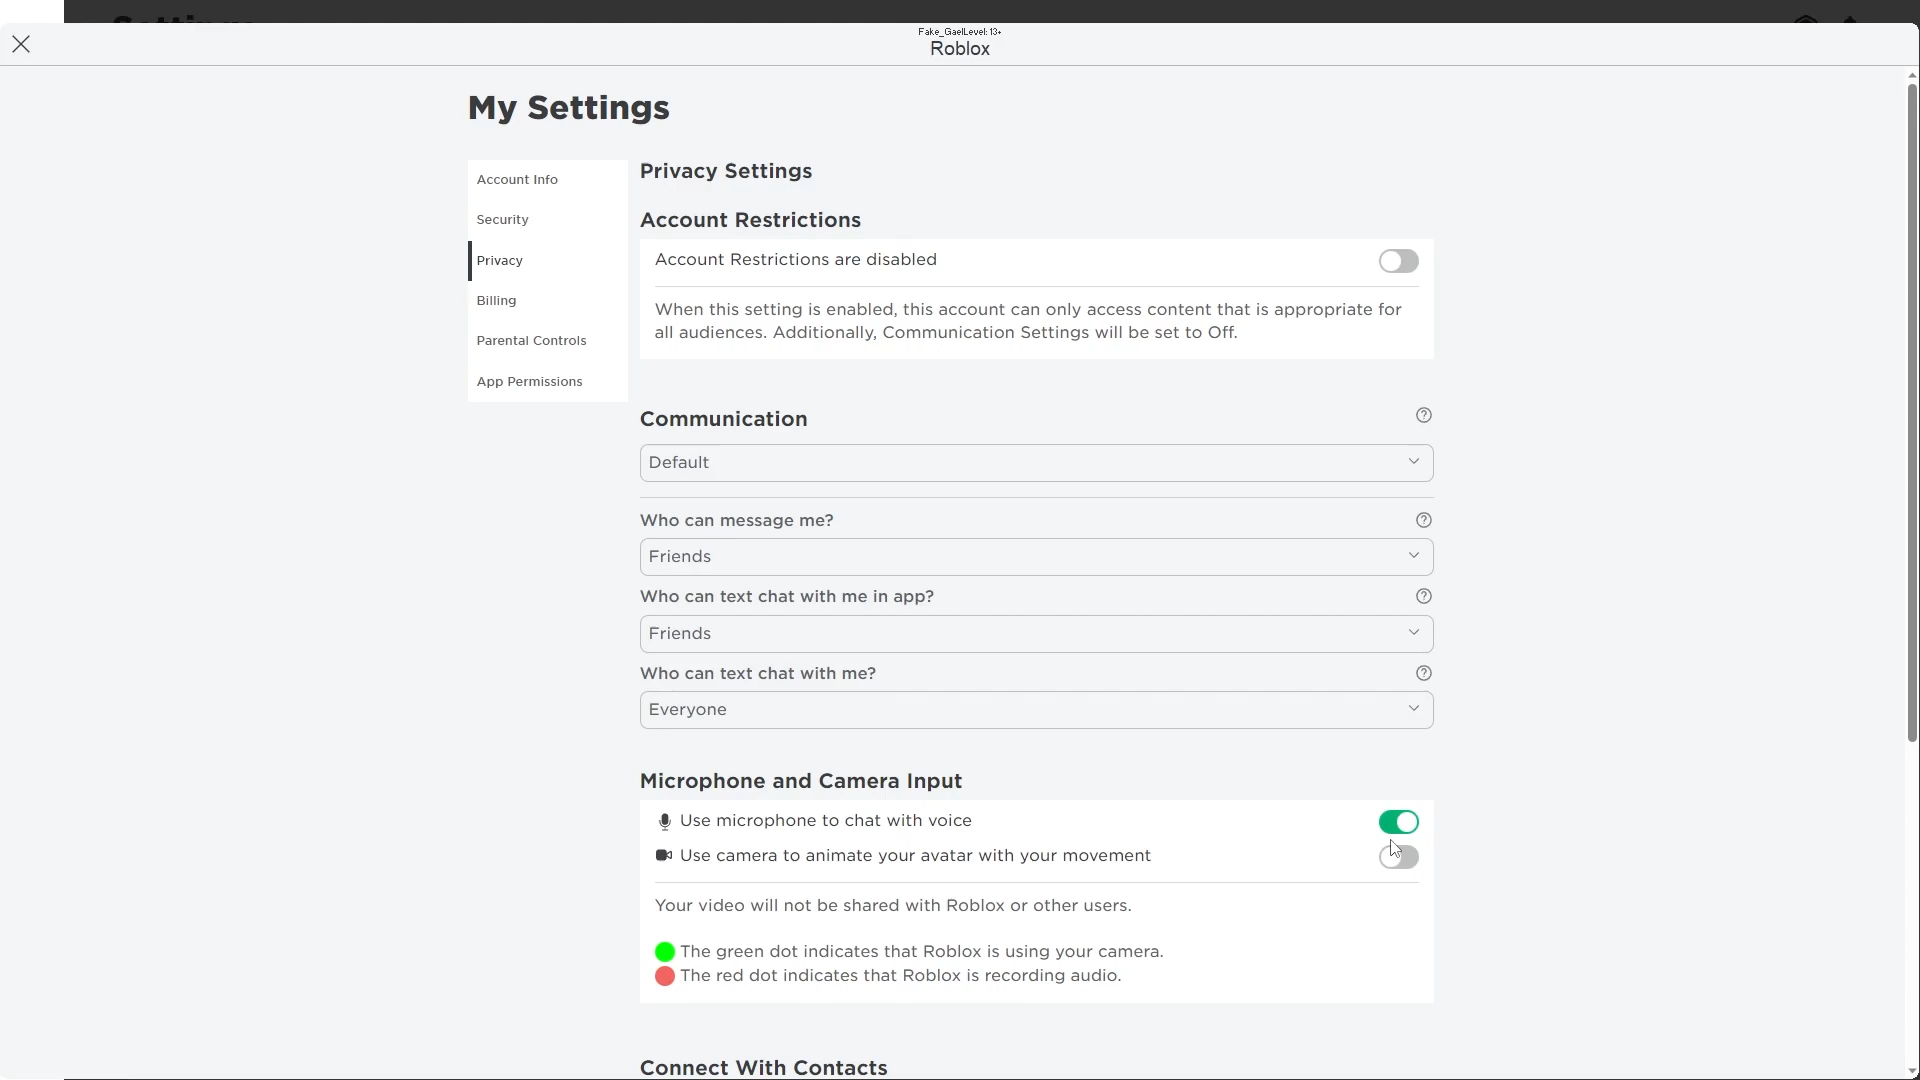 Fake_GaelLevel: 13+
Roblox
My Settings
Account Info
Security
Privacy
Billing
Parental Controls
App Permissions
Privacy Settings
Account Restrictions
Account Restrictions are disabled
When this setting is enabled, this account can only access content that is appropriate for
all audiences. Additionally, Communication Settings will be set to Off.
Communication
Default
Who can message me?
Friends
Who can text chat with me in app?
Friends
Who can text chat with me?
Everyone
Microphone and Camera Input
Use microphone to chat with voice
Use camera to animate your avatar with your movement
Your video will not be shared with Roblox or other users.
The green dot indicates that Roblox is using your camera.
The red dot indicates that Roblox is recording audio.
Connect With Contacts